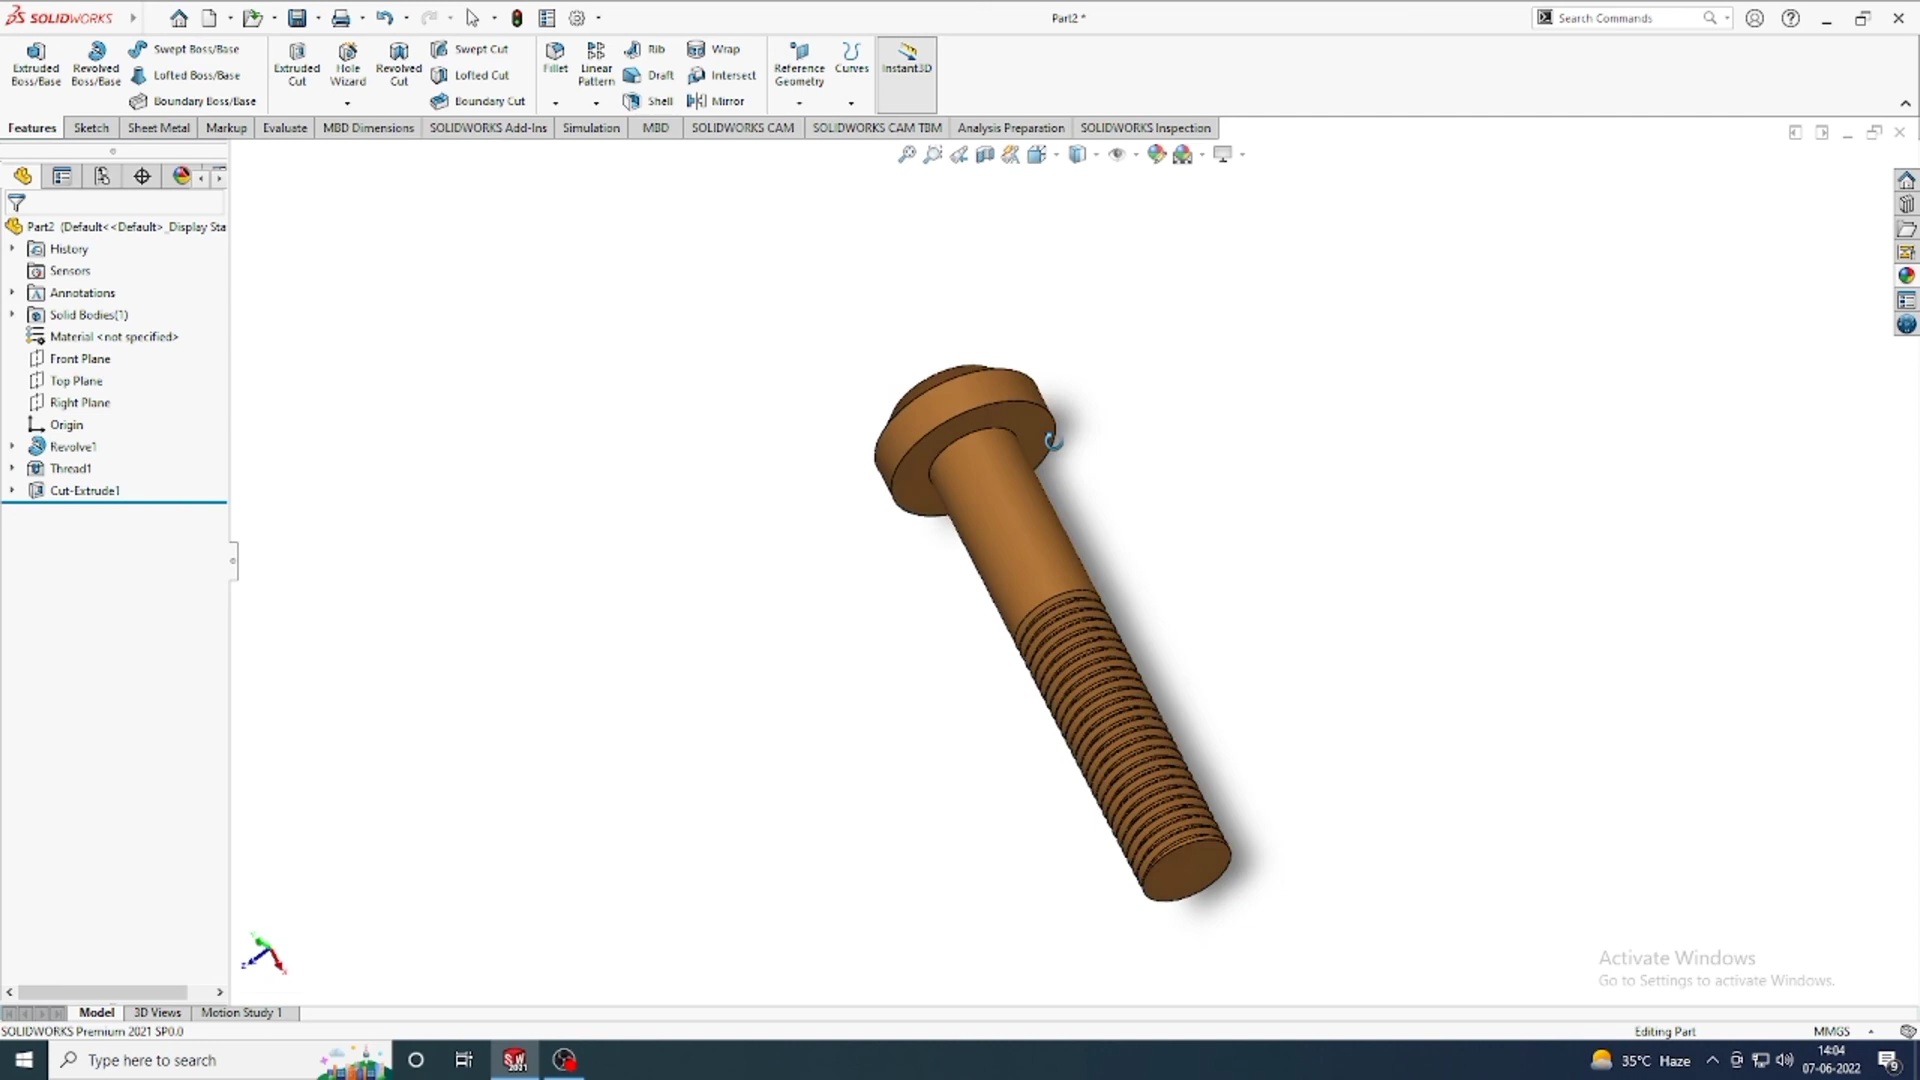 SOLIDWORKS
Part2 *
Search Commands
Extruded Boss/Base
Revolved Boss/Base
Swept Boss/Base
Lofted Boss/Base
Boundary Boss/Base
Extruded Cut
Hole Wizard
Revolved Cut
Swept Cut
Lofted Cut
Boundary Cut
Fillet
Linear Pattern
Rib
Draft
Shell
Wrap
Intersect
Mirror
Reference Geometry
Curves
Instant3D
Features Sketch Sheet Metal Markup Evaluate MBD Dimensions SOLIDWORKS Add-Ins Simulation MBD SOLIDWORKS CAM SOLIDWORKS CAM TBM Analysis Preparation SOLIDWORKS Inspection
Part2 (Default<<Default>_Display Sta
History
Sensors
Annotations
Solid Bodies(1)
Material <not specified>
Front Plane
Top Plane
Right Plane
Origin
Revolve1
Thread1
Cut-Extrude1
Activate Windows
Go to Settings to activate Windows.
Model 3D Views Motion Study 1
SOLIDWORKS Premium 2021 SP0.0
Editing Part
MMGS
Type here to search
35°C Haze
14:04
07-06-2022